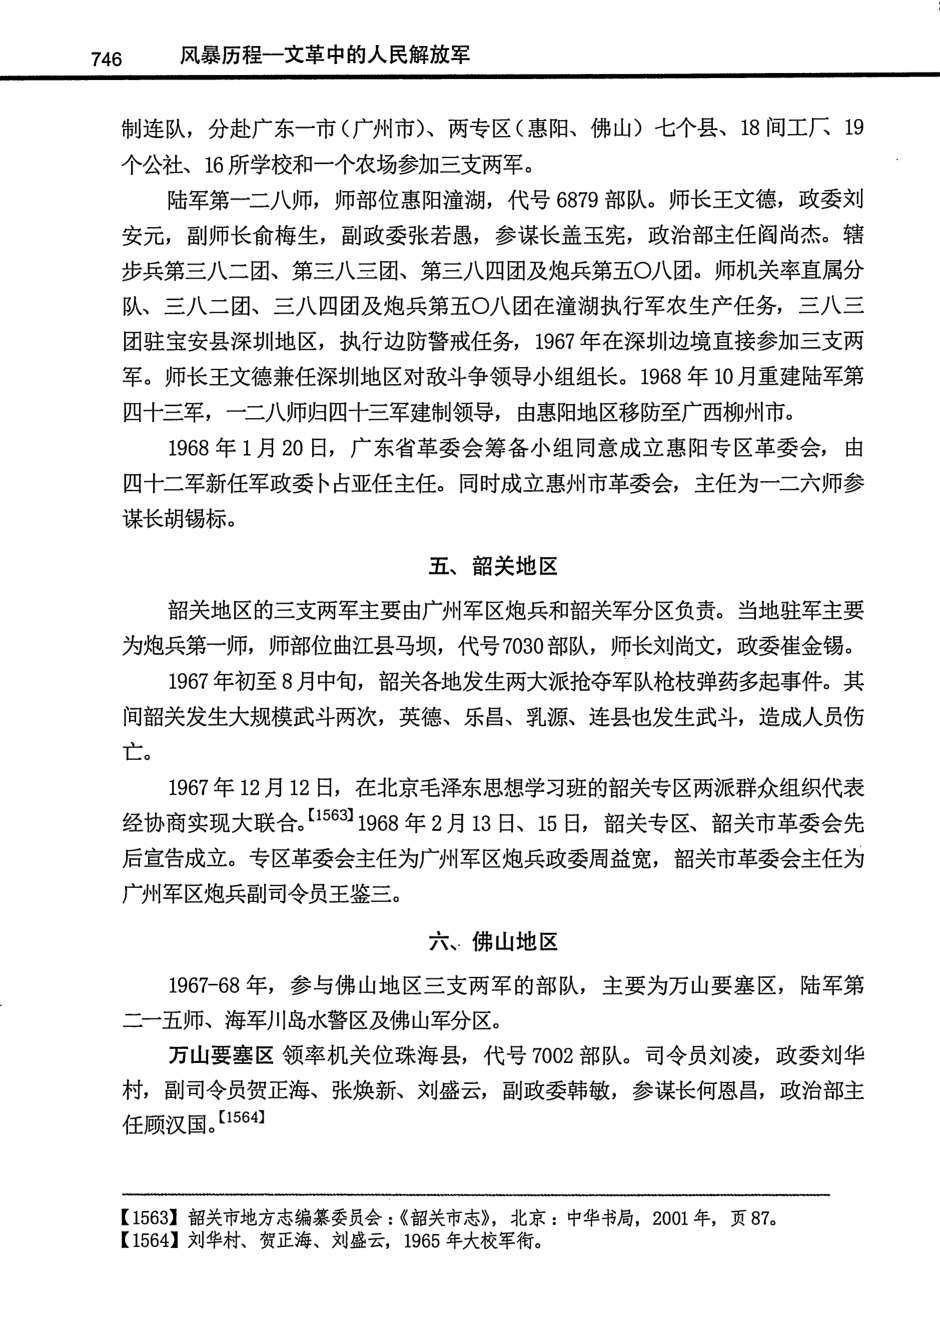 746 风暴历程—文革中的人民解放军
制连队，分赴广东一市（广州市）、两专区（惠阳、佛山）七个县、18 间工厂、19
个公社、16 所学校和一个农场参加三支两军。
陆军第一二八师，师部位惠阳潼湖，代号 6879 部队。师长王文德，政委刘
安元，副师长俞梅生，副政委张若愚，参谋长盖玉宪，政治部主任阎尚杰。辖
步兵第三八二团、第三八三团、第三八四团及炮兵第五〇八团。师机关率直属分
队、三八二团、三八四团及炮兵第五〇八团在潼湖执行军农生产任务，三八三
团驻宝安县深圳地区，执行边防警戒任务，1967 年在深圳边境直接参加三支两
军。师长王文德兼任深圳地区对敌斗争领导小组组长。1968 年 10 月重建陆军第
四十三军，一二八师归四十三军建制领导，由惠阳地区移防至广西柳州市。
1968 年 1 月 20 日，广东省革委会筹备小组同意成立惠阳专区革委会，由
四十二军新任军政委卜占亚任主任。同时成立惠州市革委会，主任为一二六师参
谋长胡锡标。
五、韶关地区
韶关地区的三支两军主要由广州军区炮兵和韶关军分区负责。当地驻军主要
为炮兵第一师，师部位曲江县马坝，代号 7030 部队，师长刘尚文，政委崔金锡。
1967 年初至 8 月中旬，韶关各地发生两大派抢夺军队枪枝弹药多起事件。其
间韶关发生大规模武斗两次，英德、乐昌、乳源、连县也发生武斗，造成人员伤
亡。
1967 年 12 月 12 日，在北京毛泽东思想学习班的韶关专区两派群众组织代表
经协商实现大联合。【1563】1968 年 2 月 13 日、15 日，韶关专区、韶关市革委会先
后宣告成立。专区革委会主任为广州军区炮兵政委周益宽，韶关市革委会主任为
广州军区炮兵副司令员王鉴三。
六、佛山地区
1967-68 年，参与佛山地区三支两军的部队，主要为万山要塞区，陆军第
二一五师、海军川岛水警区及佛山军分区。
万山要塞区 领率机关位珠海县，代号 7002 部队。司令员刘凌，政委刘华
村，副司令员贺正海、张焕新、刘盛云，副政委韩敏，参谋长何恩昌，政治部主
任顾汉国。【1564】
【1563】韶关市地方志编纂委员会：《韶关市志》，北京：中华书局，2001 年，页 87。
【1564】刘华村、贺正海、刘盛云，1965 年大校军衔。